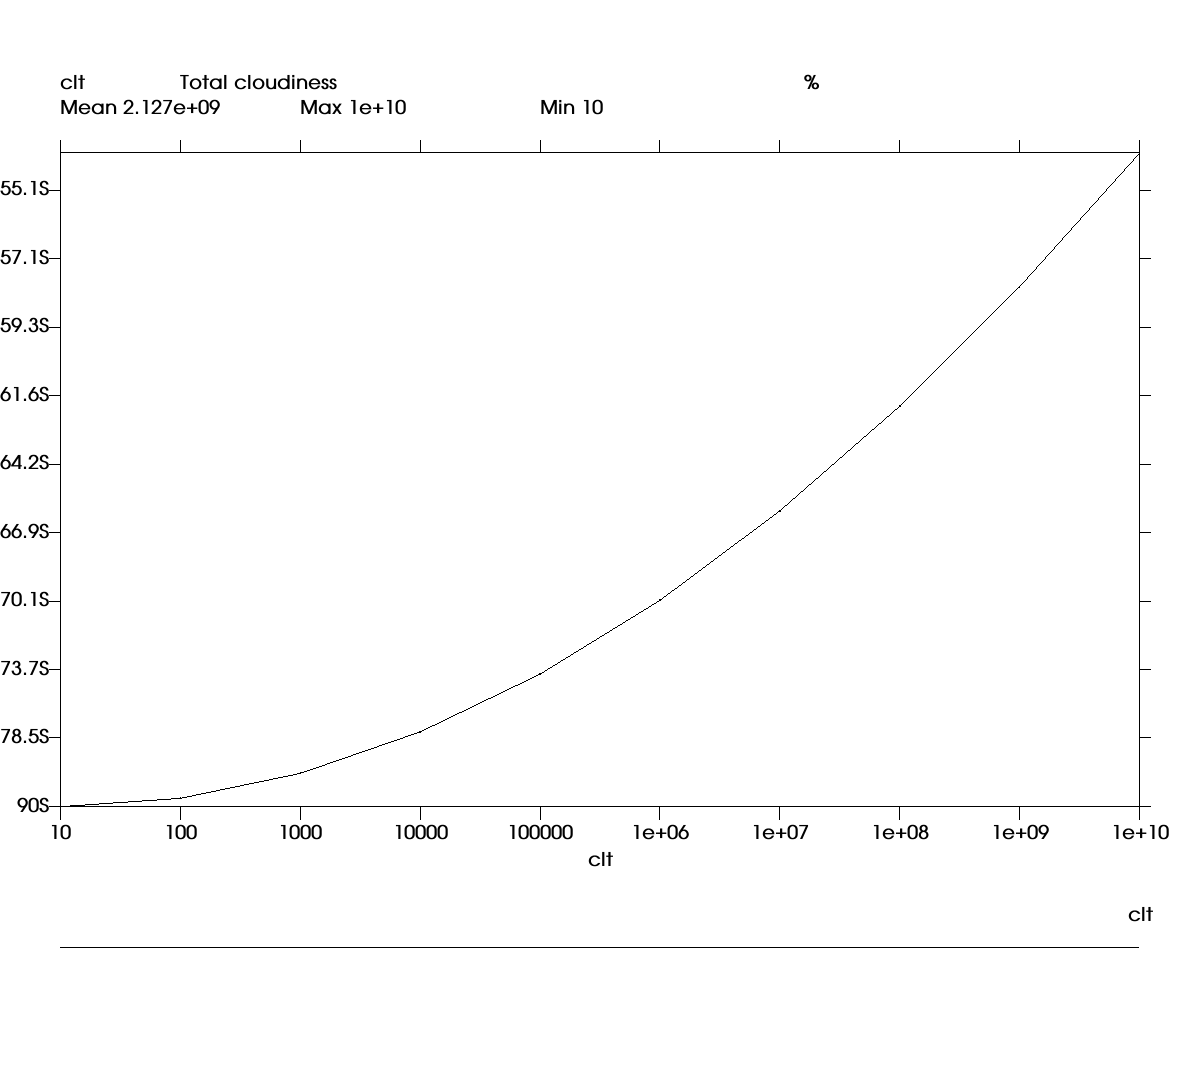 clt Total cloudiness %
Mean 2.127e+09 Max 1e+10 Min 10
55.1S
57.1S
59.3S
61.6S
64.2S
66.9S
70.1S
73.7S
78.5S
90S
10 100 1000 10000 100000 1e+06 1e+07 1e+08 1e+09 1e+10
clt
clt